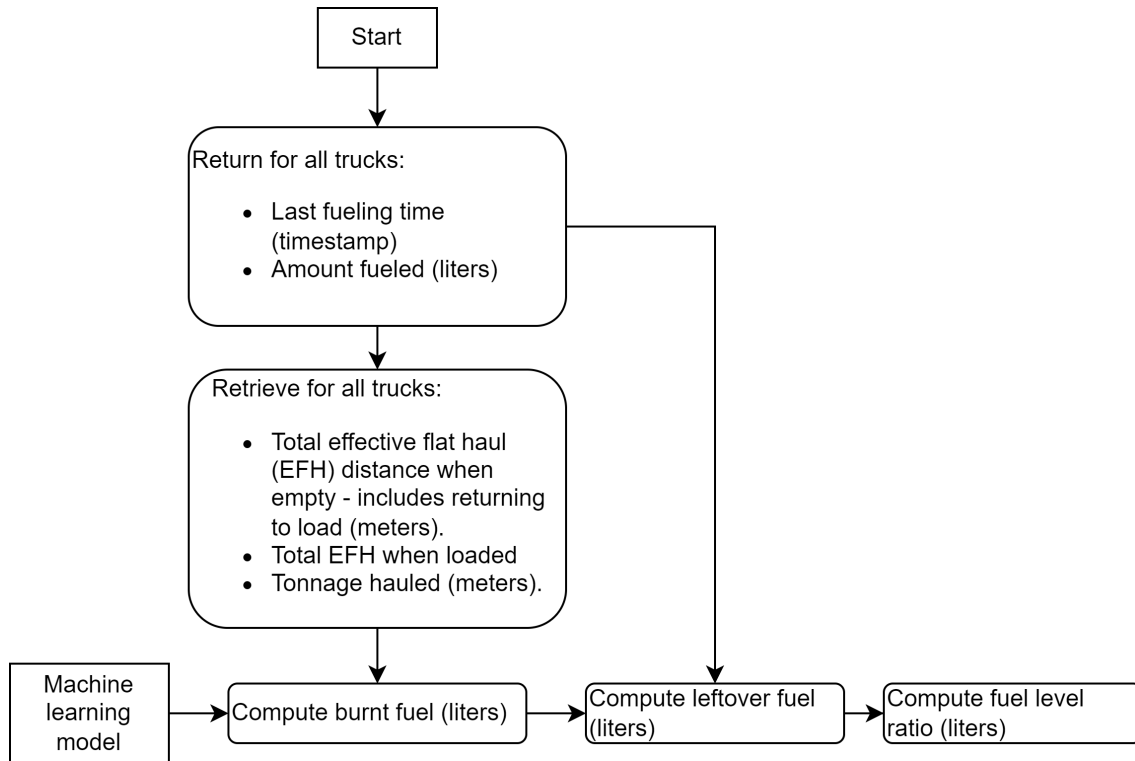 Start
Return for all trucks:
Last fueling time
(timestamp)
Amount fueled (liters)
Retrieve for all trucks:
Total effective flat haul
(EFH) distance when
empty - includes returning
to load (meters).
Total EFH when loaded
Tonnage hauled (meters).
Machine
learning
model
Compute burnt fuel (liters)
Compute leftover fuel
(liters)
Compute fuel level
ratio (liters)